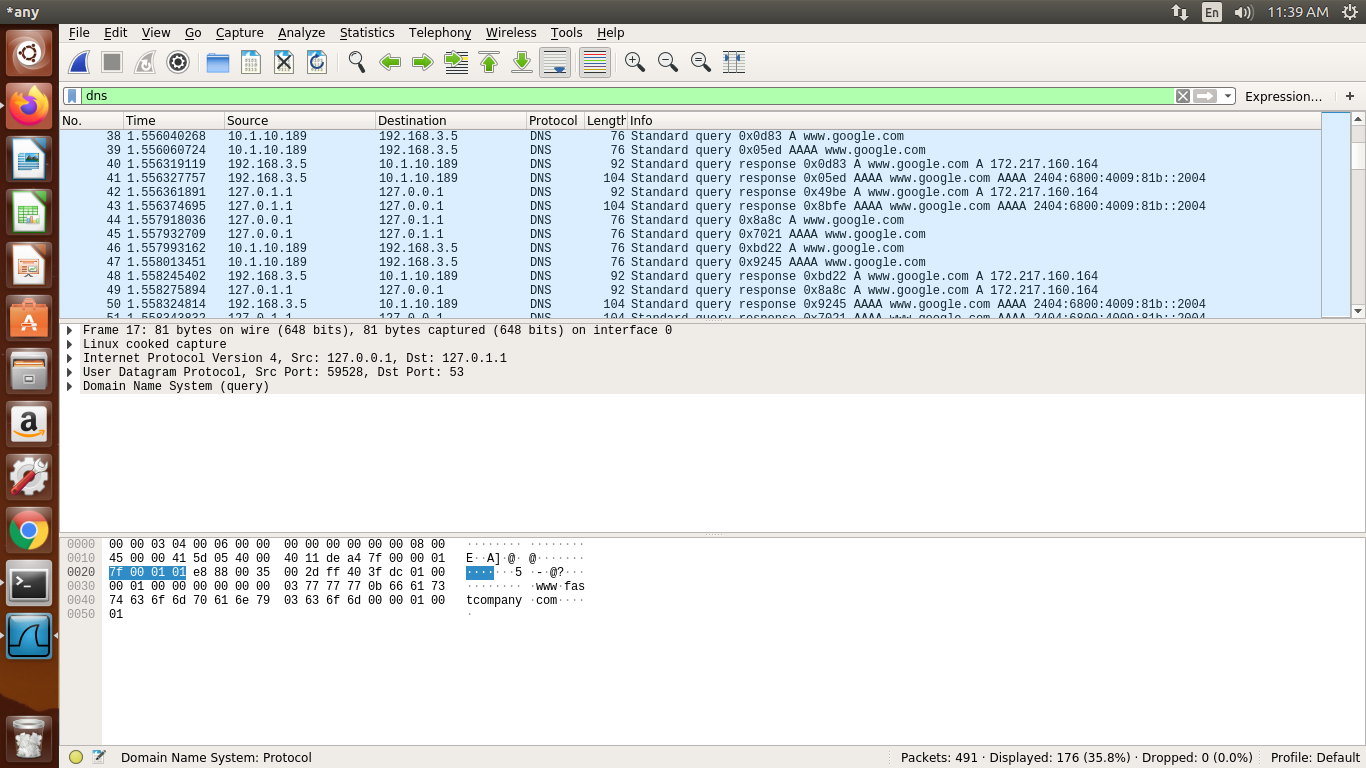 *any
En
11:39 AM
File Edit View Go Capture Analyze Statistics Telephony Wireless Tools Help
dns
Expression… +
No. Time Source Destination Protocol Length Info
38 1.556040268 10.1.10.189 192.168.3.5 DNS 76 Standard query 0x0d83 A www.google.com
39 1.556060724 10.1.10.189 192.168.3.5 DNS 76 Standard query 0x05ed AAAA www.google.com
40 1.556319119 192.168.3.5 10.1.10.189 DNS 92 Standard query response 0x0d83 A www.google.com A 172.217.160.164
41 1.556327757 192.168.3.5 10.1.10.189 DNS 104 Standard query response 0x05ed AAAA www.google.com AAAA 2404:6800:4009:81b::2004
42 1.556361891 127.0.1.1 127.0.0.1 DNS 92 Standard query response 0x49be A www.google.com A 172.217.160.164
43 1.556374695 127.0.1.1 127.0.0.1 DNS 104 Standard query response 0x8bfe AAAA www.google.com AAAA 2404:6800:4009:81b::2004
44 1.557918036 127.0.0.1 127.0.1.1 DNS 76 Standard query 0x8a8c A www.google.com
45 1.557932709 127.0.0.1 127.0.1.1 DNS 76 Standard query 0x7021 AAAA www.google.com
46 1.557993162 10.1.10.189 192.168.3.5 DNS 76 Standard query 0xbd22 A www.google.com
47 1.558013451 10.1.10.189 192.168.3.5 DNS 76 Standard query 0x9245 AAAA www.google.com
48 1.558245402 192.168.3.5 10.1.10.189 DNS 92 Standard query response 0xbd22 A www.google.com A 172.217.160.164
49 1.558275894 127.0.1.1 127.0.0.1 DNS 92 Standard query response 0x8a8c A www.google.com A 172.217.160.164
50 1.558324814 192.168.3.5 10.1.10.189 DNS 104 Standard query response 0x9245 AAAA www.google.com AAAA 2404:6800:4009:81b::2004
Frame 17: 81 bytes on wire (648 bits), 81 bytes captured (648 bits) on interface 0
Linux cooked capture
Internet Protocol Version 4, Src: 127.0.0.1, Dst: 127.0.1.1
User Datagram Protocol, Src Port: 59528, Dst Port: 53
Domain Name System (query)
0000 00 00 03 04 00 06 00 00 00 00 00 00 00 00 08 00 ········ ········
0010 45 00 00 41 5d 05 40 00 40 11 de a4 7f 00 00 01 E··A]·@· @·······
0020 7f 00 01 01 e8 88 00 35 00 2d ff 40 3f dc 01 00 ·······5 ·-·@?···
0030 00 01 00 00 00 00 00 00 03 77 77 77 0b 66 61 73 ········ ·www·fas
0040 74 63 6f 6d 70 61 6e 79 03 63 6f 6d 00 00 01 00 tcompany ·com····
0050 01 ·
Domain Name System: Protocol
Packets: 491 · Displayed: 176 (35.8%) · Dropped: 0 (0.0%)
Profile: Default